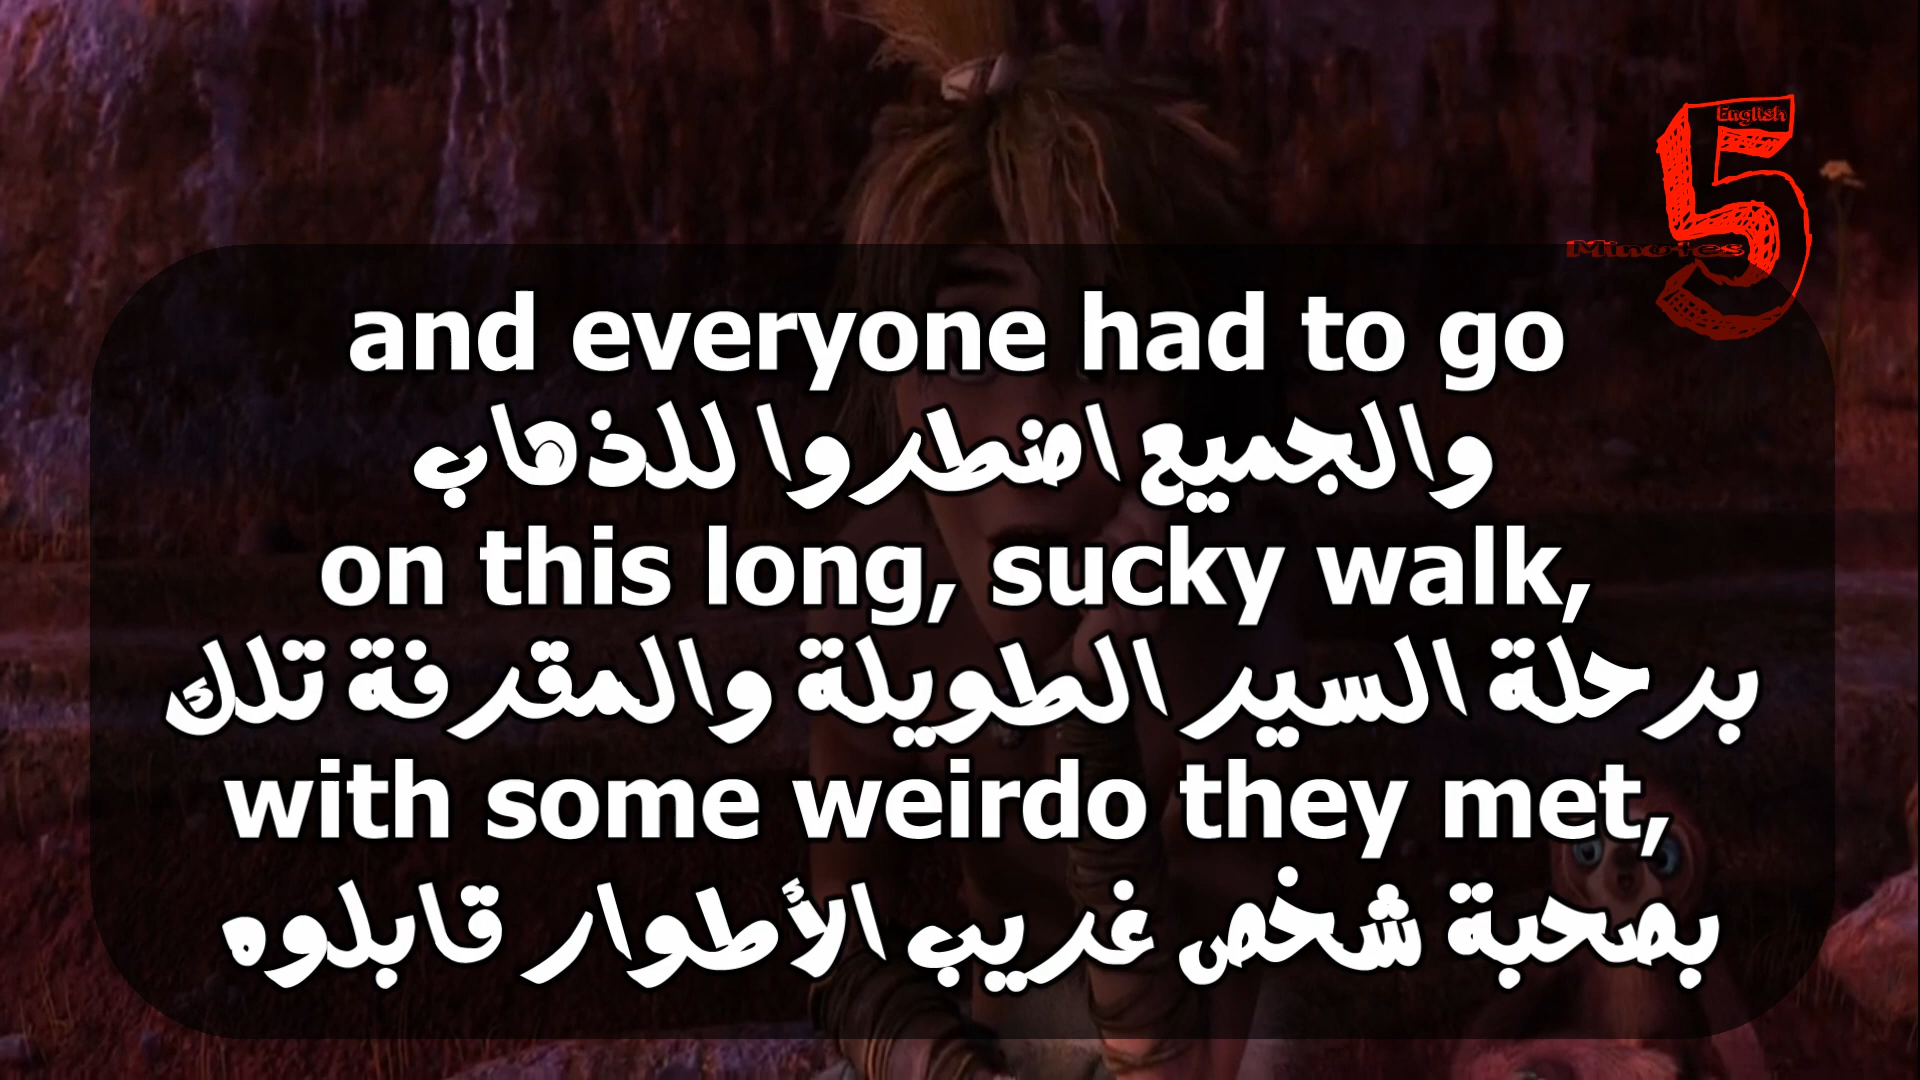 English
5
Minutes
and everyone had to go
والجميع اضطروا للذهاب
on this long, sucky walk,
برحلة السير الطويلة والمقرفة تلك
with some weirdo they met,
بصحبة شخص غريب الأطوار قابلوه